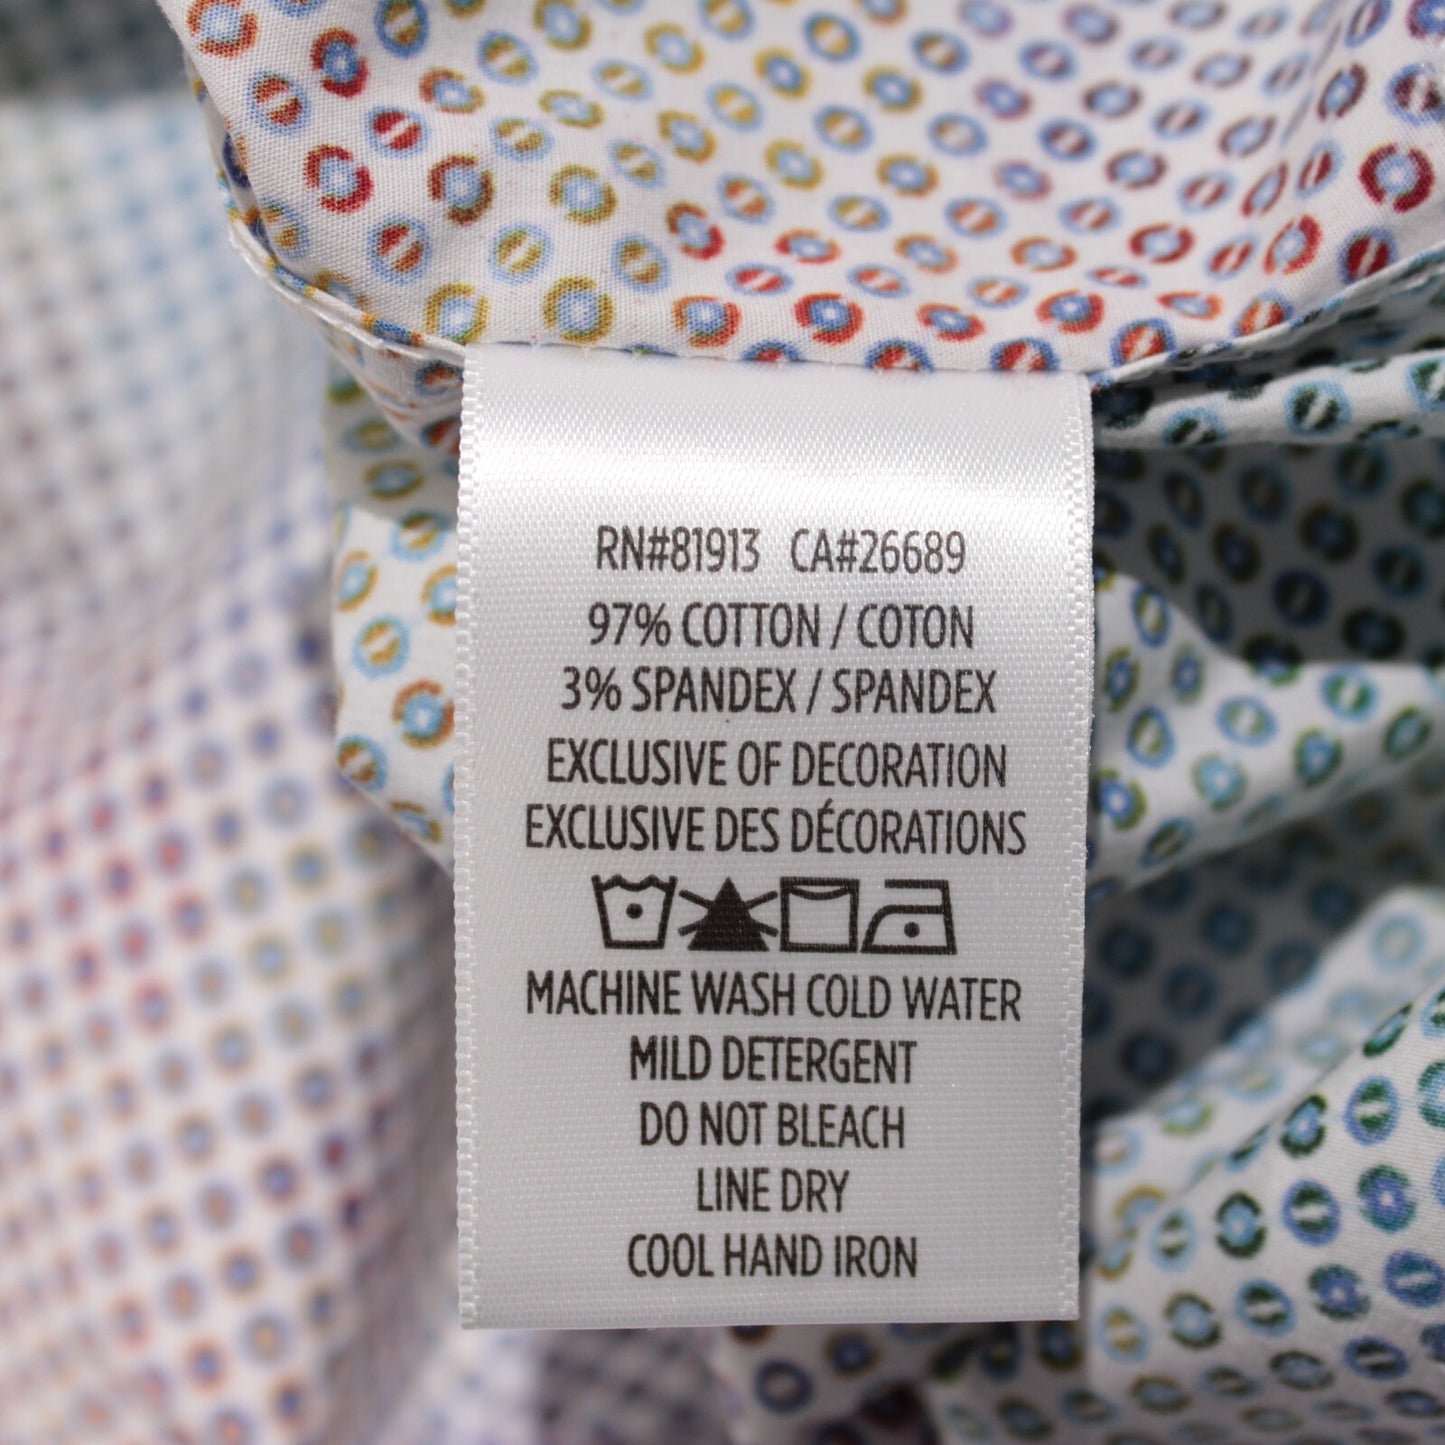 RN#81913 CA#26689
97% COTTON / COTON
3% SPANDEX / SPANDEX
EXCLUSIVE OF DECORATION
EXCLUSIVE DES DÉCORATIONS
MACHINE WASH COLD WATER
MILD DETERGENT
DO NOT BLEACH
LINE DRY
COOL HAND IRON